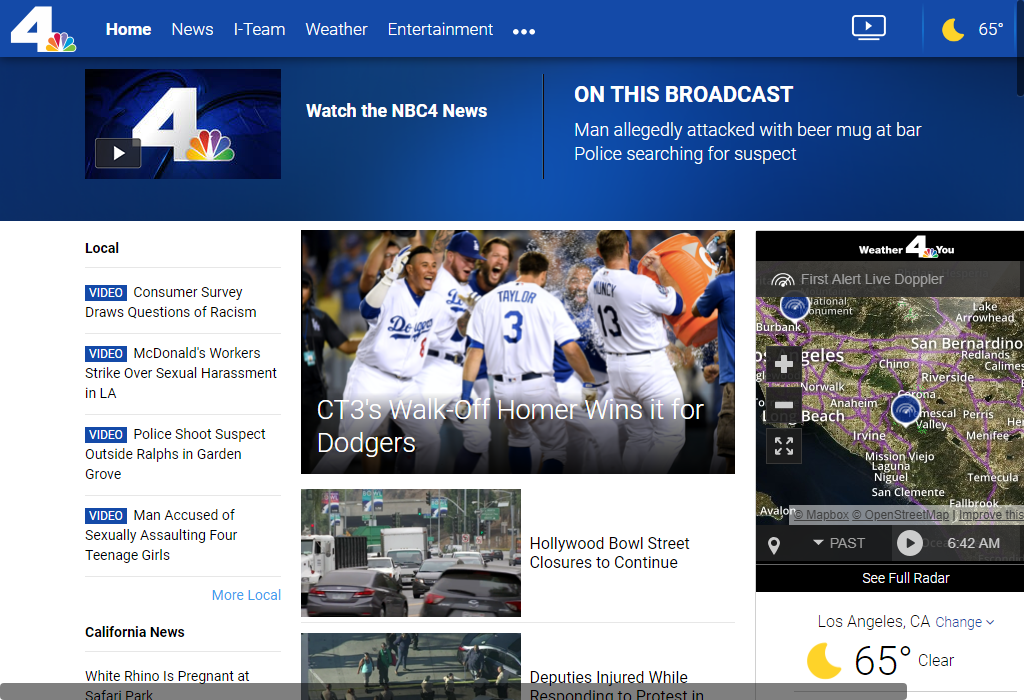 4
Home News I-Team Weather Entertainment •••
65°
4
Watch the NBC4 News
ON THIS BROADCAST
Man allegedly attacked with beer mug at bar
Police searching for suspect
Local
VIDEO Consumer Survey
Draws Questions of Racism
VIDEO McDonald's Workers
Strike Over Sexual Harassment
in LA
VIDEO Police Shoot Suspect
Outside Ralphs in Garden
Grove
VIDEO Man Accused of
Sexually Assaulting Four
Teenage Girls
More Local
California News
White Rhino Is Pregnant at
Safari Park
Dodgers
TAYLOR
3
MUNCY
13
CT3's Walk-Off Homer Wins it for
Dodgers
BOWL
Hollywood Bowl Street
Closures to Continue
Deputies Injured While
Responding to Protest in
Weather 4 You
First Alert Live Doppler
National
Lake
Arrowhead
Burbank
San Bernardino
Redlands
Chino
Riverside
Norwalk
Corona
Anaheim
Long Beach
Valley
Perris
Irvine
Menifee
Mission Viejo
Laguna
Niguel
Temecula
San Clemente
Fallbrook
Avalon
© Mapbox © OpenStreetMap | Improve this
PAST
6:42 AM
See Full Radar
Los Angeles, CA Change
65° Clear